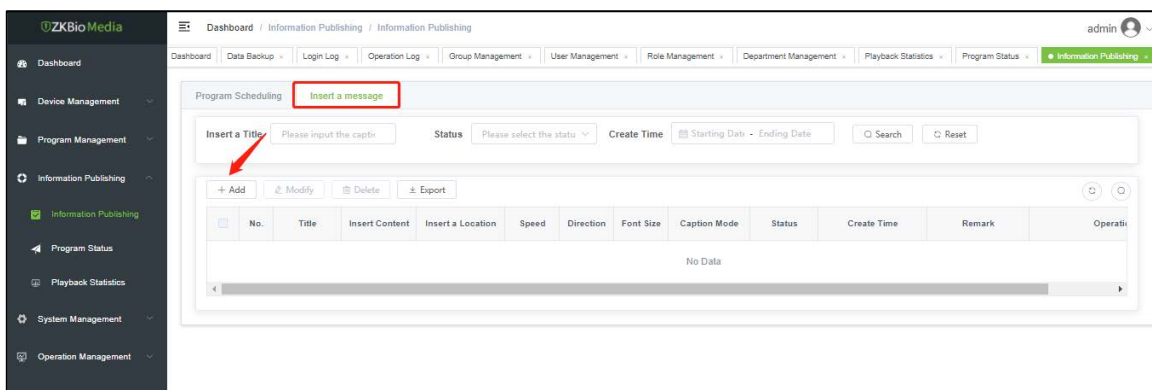 ZKBio Media
Dashboard / Information Publishing / Information Publishing
admin
Dashboard
Data Backup ×
Login Log ×
Operation Log ×
Group Management ×
User Management ×
Role Management ×
Department Management ×
Playback Statistics ×
Program Status ×
Information Publishing ×
Dashboard
Device Management
Program Management
Information Publishing
Information Publishing
Program Status
Playback Statistics
System Management
Operation Management
Program Scheduling
Insert a message
Insert a Title
Please input the captic
Status
Please select the statu
Create Time
Starting Date - Ending Date
Search
Reset
+ Add
Modify
Delete
Export
No.
Title
Insert Content
Insert a Location
Speed
Direction
Font Size
Caption Mode
Status
Create Time
Remark
Operatio
No Data